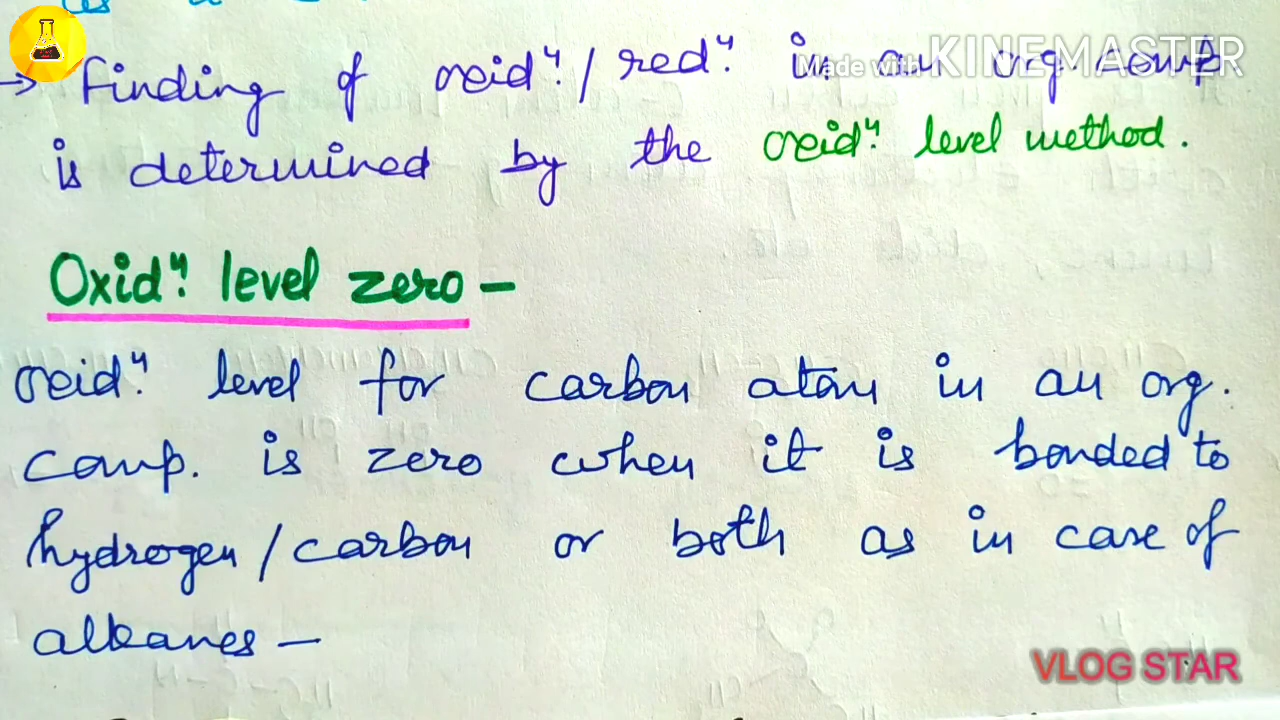 → finding of oxidⁿ./redⁿ. in an org. comp
is determined by the oxidⁿ. level method.
Oxidⁿ. level zero –
oxidⁿ. level for carbon atom in an org.
comp. is zero when it is bonded to
hydrogen/carbon or both as in case of
alkanes –
Made with KINEMASTER
VLOG STAR